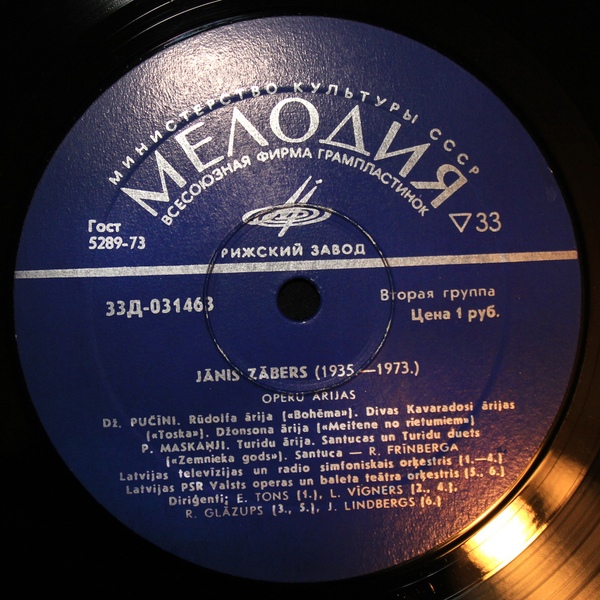 МИНИСТЕРСТВО КУЛЬТУРЫ СССР
МЕЛОДИЯ
ВСЕСОЮЗНАЯ ФИРМА ГРАМПЛАСТИНОК
Гост
5289-73
▽33
РИЖСКИЙ ЗАВОД
33Д-031463
Вторая группа
Цена 1 руб.
JĀNIS ZĀBERS (1935.—1973.)
OPERU ĀRIJAS
Dž. PUČĪNI. Rūdolfa ārija [«Bohēma»]. Divas Kavaradosi ārijas
[«Toska»]. Džonsona ārija [«Meitene no rietumiem»]
P. MASKAŅJI. Turidu ārija. Santucas un Turidu duets
[«Zemnieka gods»]. Santuca — R. FRĪNBERGA
Latvijas televīzijas un radio simfoniskais orķestris [1.—4.]
Latvijas PSR Valsts operas un baleta teātra orķestris [5., 6.]
Diriģenti: E. TONS [1.], L. VĪGNERS [2., 4.],
R. GLĀZUPS [3., 5.], J. LINDBERGS [6.]